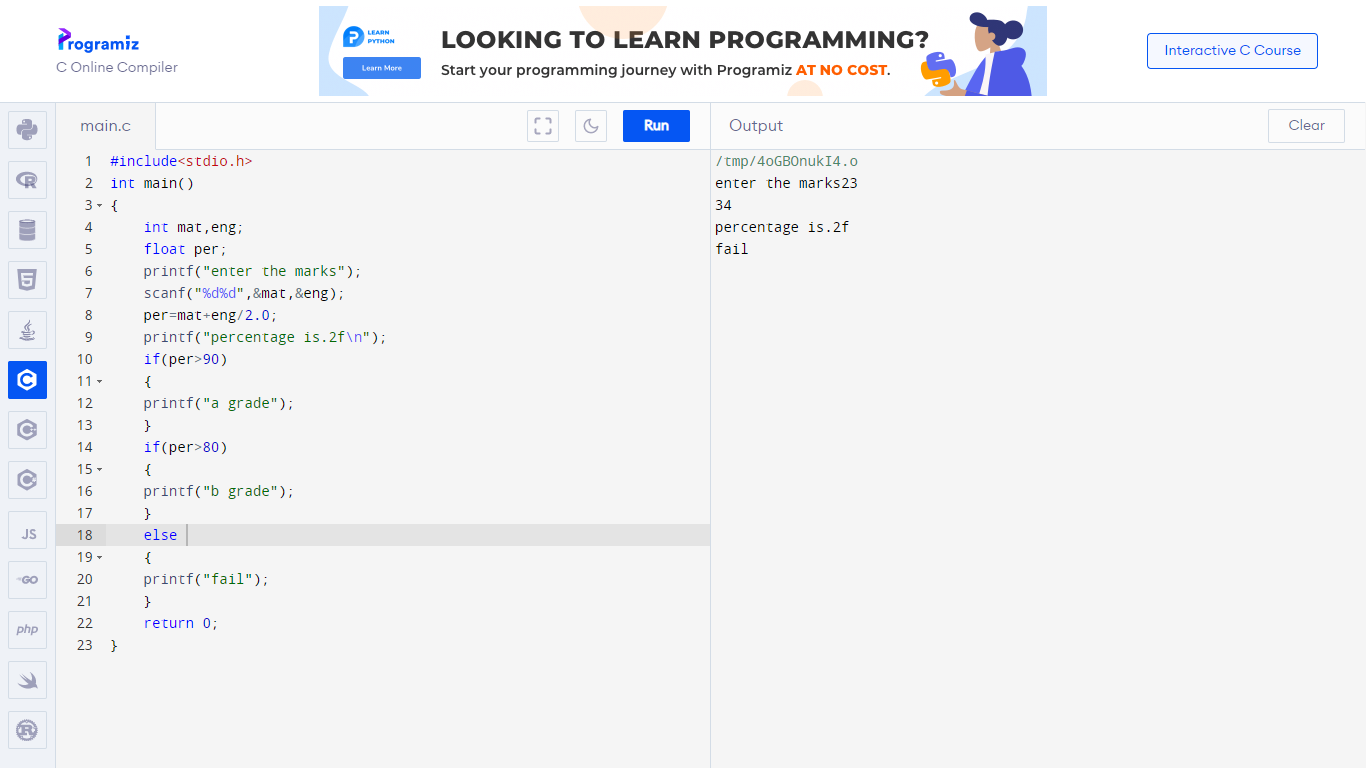 Programiz
C Online Compiler
LEARN
PYTHON
Learn More
LOOKING TO LEARN PROGRAMMING?
Start your programming journey with Programiz AT NO COST.
Interactive C Course
main.c
Run
Output
Clear
1 #include<stdio.h>
2 int main()
3 {
4 int mat,eng;
5 float per;
6 printf("enter the marks");
7 scanf("%d%d",&mat,&eng);
8 per=mat+eng/2.0;
9 printf("percentage is.2f\n");
10 if(per>90)
11 {
12 printf("a grade");
13 }
14 if(per>80)
15 {
16 printf("b grade");
17 }
18 else
19 {
20 printf("fail");
21 }
22 return 0;
23 }
/tmp/4oGBOnukI4.o
enter the marks23
34
percentage is.2f
fail
R
5
C
JS
GO
php
R